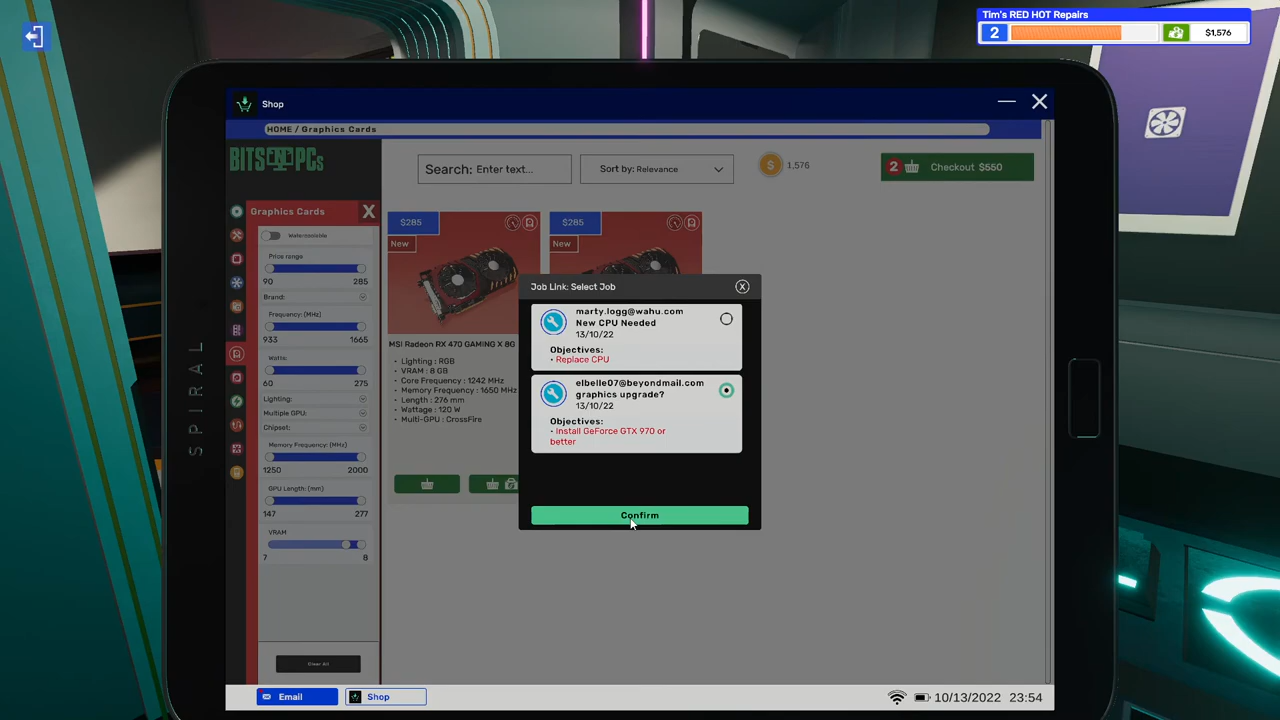 Tim's RED HOT Repairs
2
$1,576
Shop
HOME / Graphics Cards
BITS N PCs
Search: Enter text...
Sort by: Relevance
$ 1,576
2 Checkout $550
Graphics Cards X
Watercoolable
Price range
90 285
Brand:
Frequency: (MHz)
933 1665
Watts:
60 275
Lighting:
Multiple GPU:
Chipset:
Memory Frequency: (MHz)
1250 2000
GPU Length: (mm)
147 277
VRAM
7 8
Clear All
$285
New
MSI Radeon RX 470 GAMING X 8G
• Lighting : RGB
• VRAM : 8 GB
• Core Frequency : 1242 MHz
• Memory Frequency : 1650 MHz
• Length : 276 mm
• Wattage : 120 W
• Multi-GPU : CrossFire
$285
New
Job Link: Select Job X
marty.logg@wahu.com
New CPU Needed
13/10/22
Objectives:
• Replace CPU
elbelle07@beyondmail.com
graphics upgrade?
13/10/22
Objectives:
• Install GeForce GTX 970 or
better
Confirm
SPIRAL
Email
Shop
10/13/2022 23:54